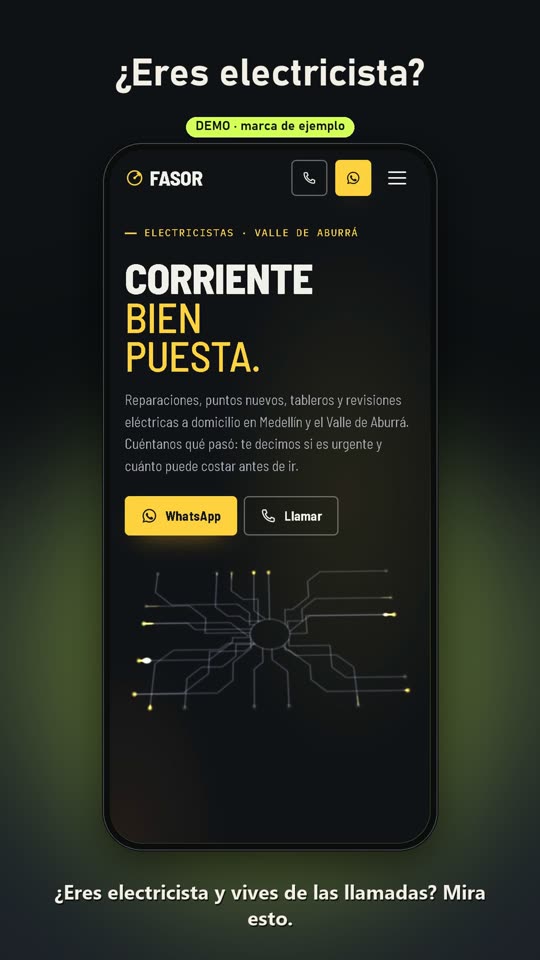 ¿Eres electricista?
DEMO · marca de ejemplo
FASOR
ELECTRICISTAS · VALLE DE ABURRÁ
CORRIENTE
BIEN
PUESTA.
Reparaciones, puntos nuevos, tableros y revisiones
eléctricas a domicilio en Medellín y el Valle de Aburrá.
Cuéntanos qué pasó: te decimos si es urgente y
cuánto puede costar antes de ir.
WhatsApp
Llamar
¿Eres electricista y vives de las llamadas? Mira
esto.